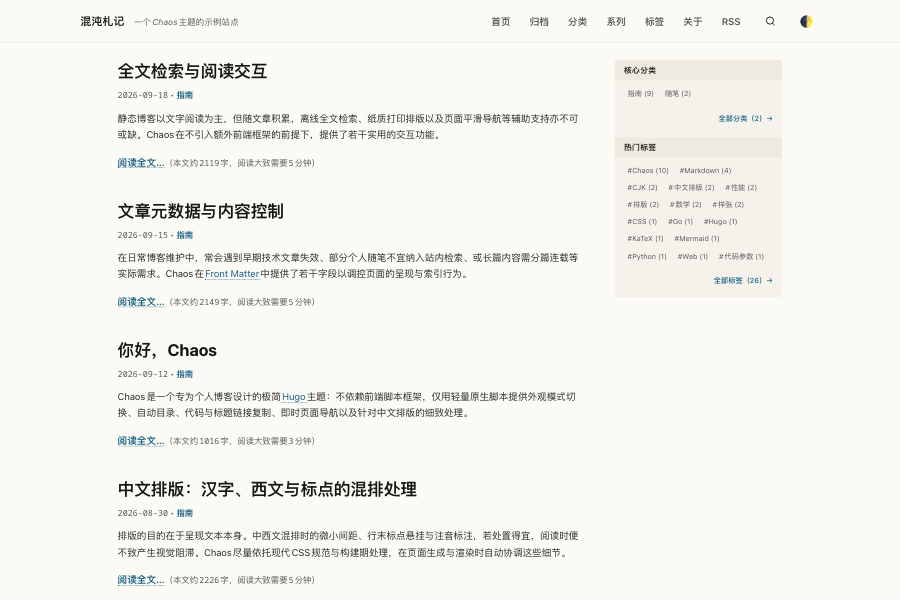 混沌札记 一个 Chaos 主题的示例站点 首页 归档 分类 系列 标签 关于 RSS
全文检索与阅读交互
2026-09-18 · 指南
静态博客以文字阅读为主，但随文章积累，离线全文检索、纸质打印排版以及页面平滑导航等辅助支持亦不可
或缺。Chaos 在不引入额外前端框架的前提下，提供了若干实用的交互功能。
阅读全文… （本文约 2119 字，阅读大致需要 5 分钟）
文章元数据与内容控制
2026-09-15 · 指南
在日常博客维护中，常会遇到早期技术文章失效、部分个人随笔不宜纳入站内检索、或长篇内容需分篇连载等
实际需求。Chaos 在 Front Matter 中提供了若干字段以调控页面的呈现与索引行为。
阅读全文… （本文约 2149 字，阅读大致需要 5 分钟）
你好，Chaos
2026-09-12 · 指南
Chaos 是一个专为个人博客设计的极简 Hugo 主题：不依赖前端脚本框架，仅用轻量原生脚本提供外观模式切
换、自动目录、代码与标题链接复制、即时页面导航以及针对中文排版的细致处理。
阅读全文… （本文约 1016 字，阅读大致需要 3 分钟）
中文排版：汉字、西文与标点的混排处理
2026-08-30 · 指南
排版的目的在于呈现文本本身。中西文混排时的微小间距、行末标点悬挂与注音标注，若处置得宜，阅读时便
不致产生视觉阻滞。Chaos 尽量依托现代 CSS 规范与构建期处理，在页面生成与渲染时自动协调这些细节。
阅读全文… （本文约 2226 字，阅读大致需要 5 分钟）
核心分类
指南 (9) 随笔 (2)
全部分类（2） →
热门标签
#Chaos (10) #Markdown (4)
#CJK (2) #中文排版 (2) #性能 (2)
#排版 (2) #数学 (2) #样张 (2)
#CSS (1) #Go (1) #Hugo (1)
#KaTeX (1) #Mermaid (1)
#Python (1) #Web (1) #代码参数 (1)
全部标签（26） →